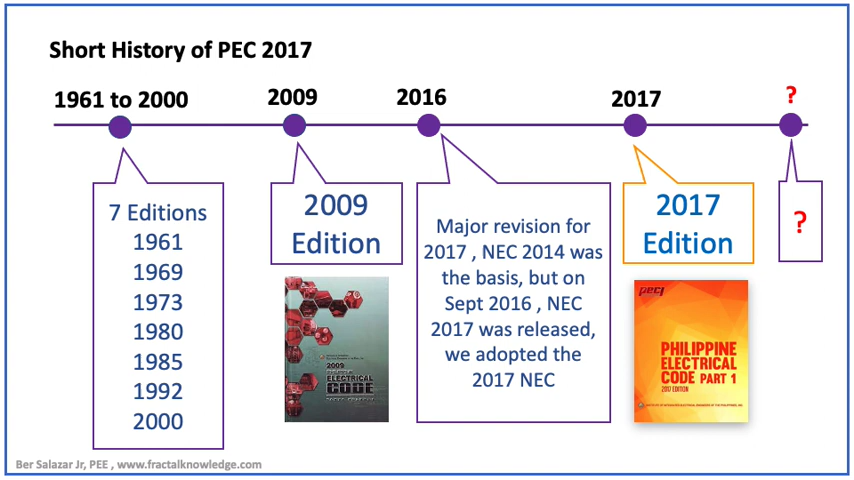 Short History of PEC 2017
1961 to 2000
2009
2016
2017
?
7 Editions
1961
1969
1973
1980
1985
1992
2000
2009
Edition
2009
ELECTRICAL
CODE
Major revision for
2017 , NEC 2014 was
the basis, but on
Sept 2016 , NEC
2017 was released,
we adopted the
2017 NEC
2017
Edition
PHILIPPINE
ELECTRICAL
CODE PART 1
2017 EDITION
?
Ber Salazar Jr, PEE , www.fractalknowledge.com